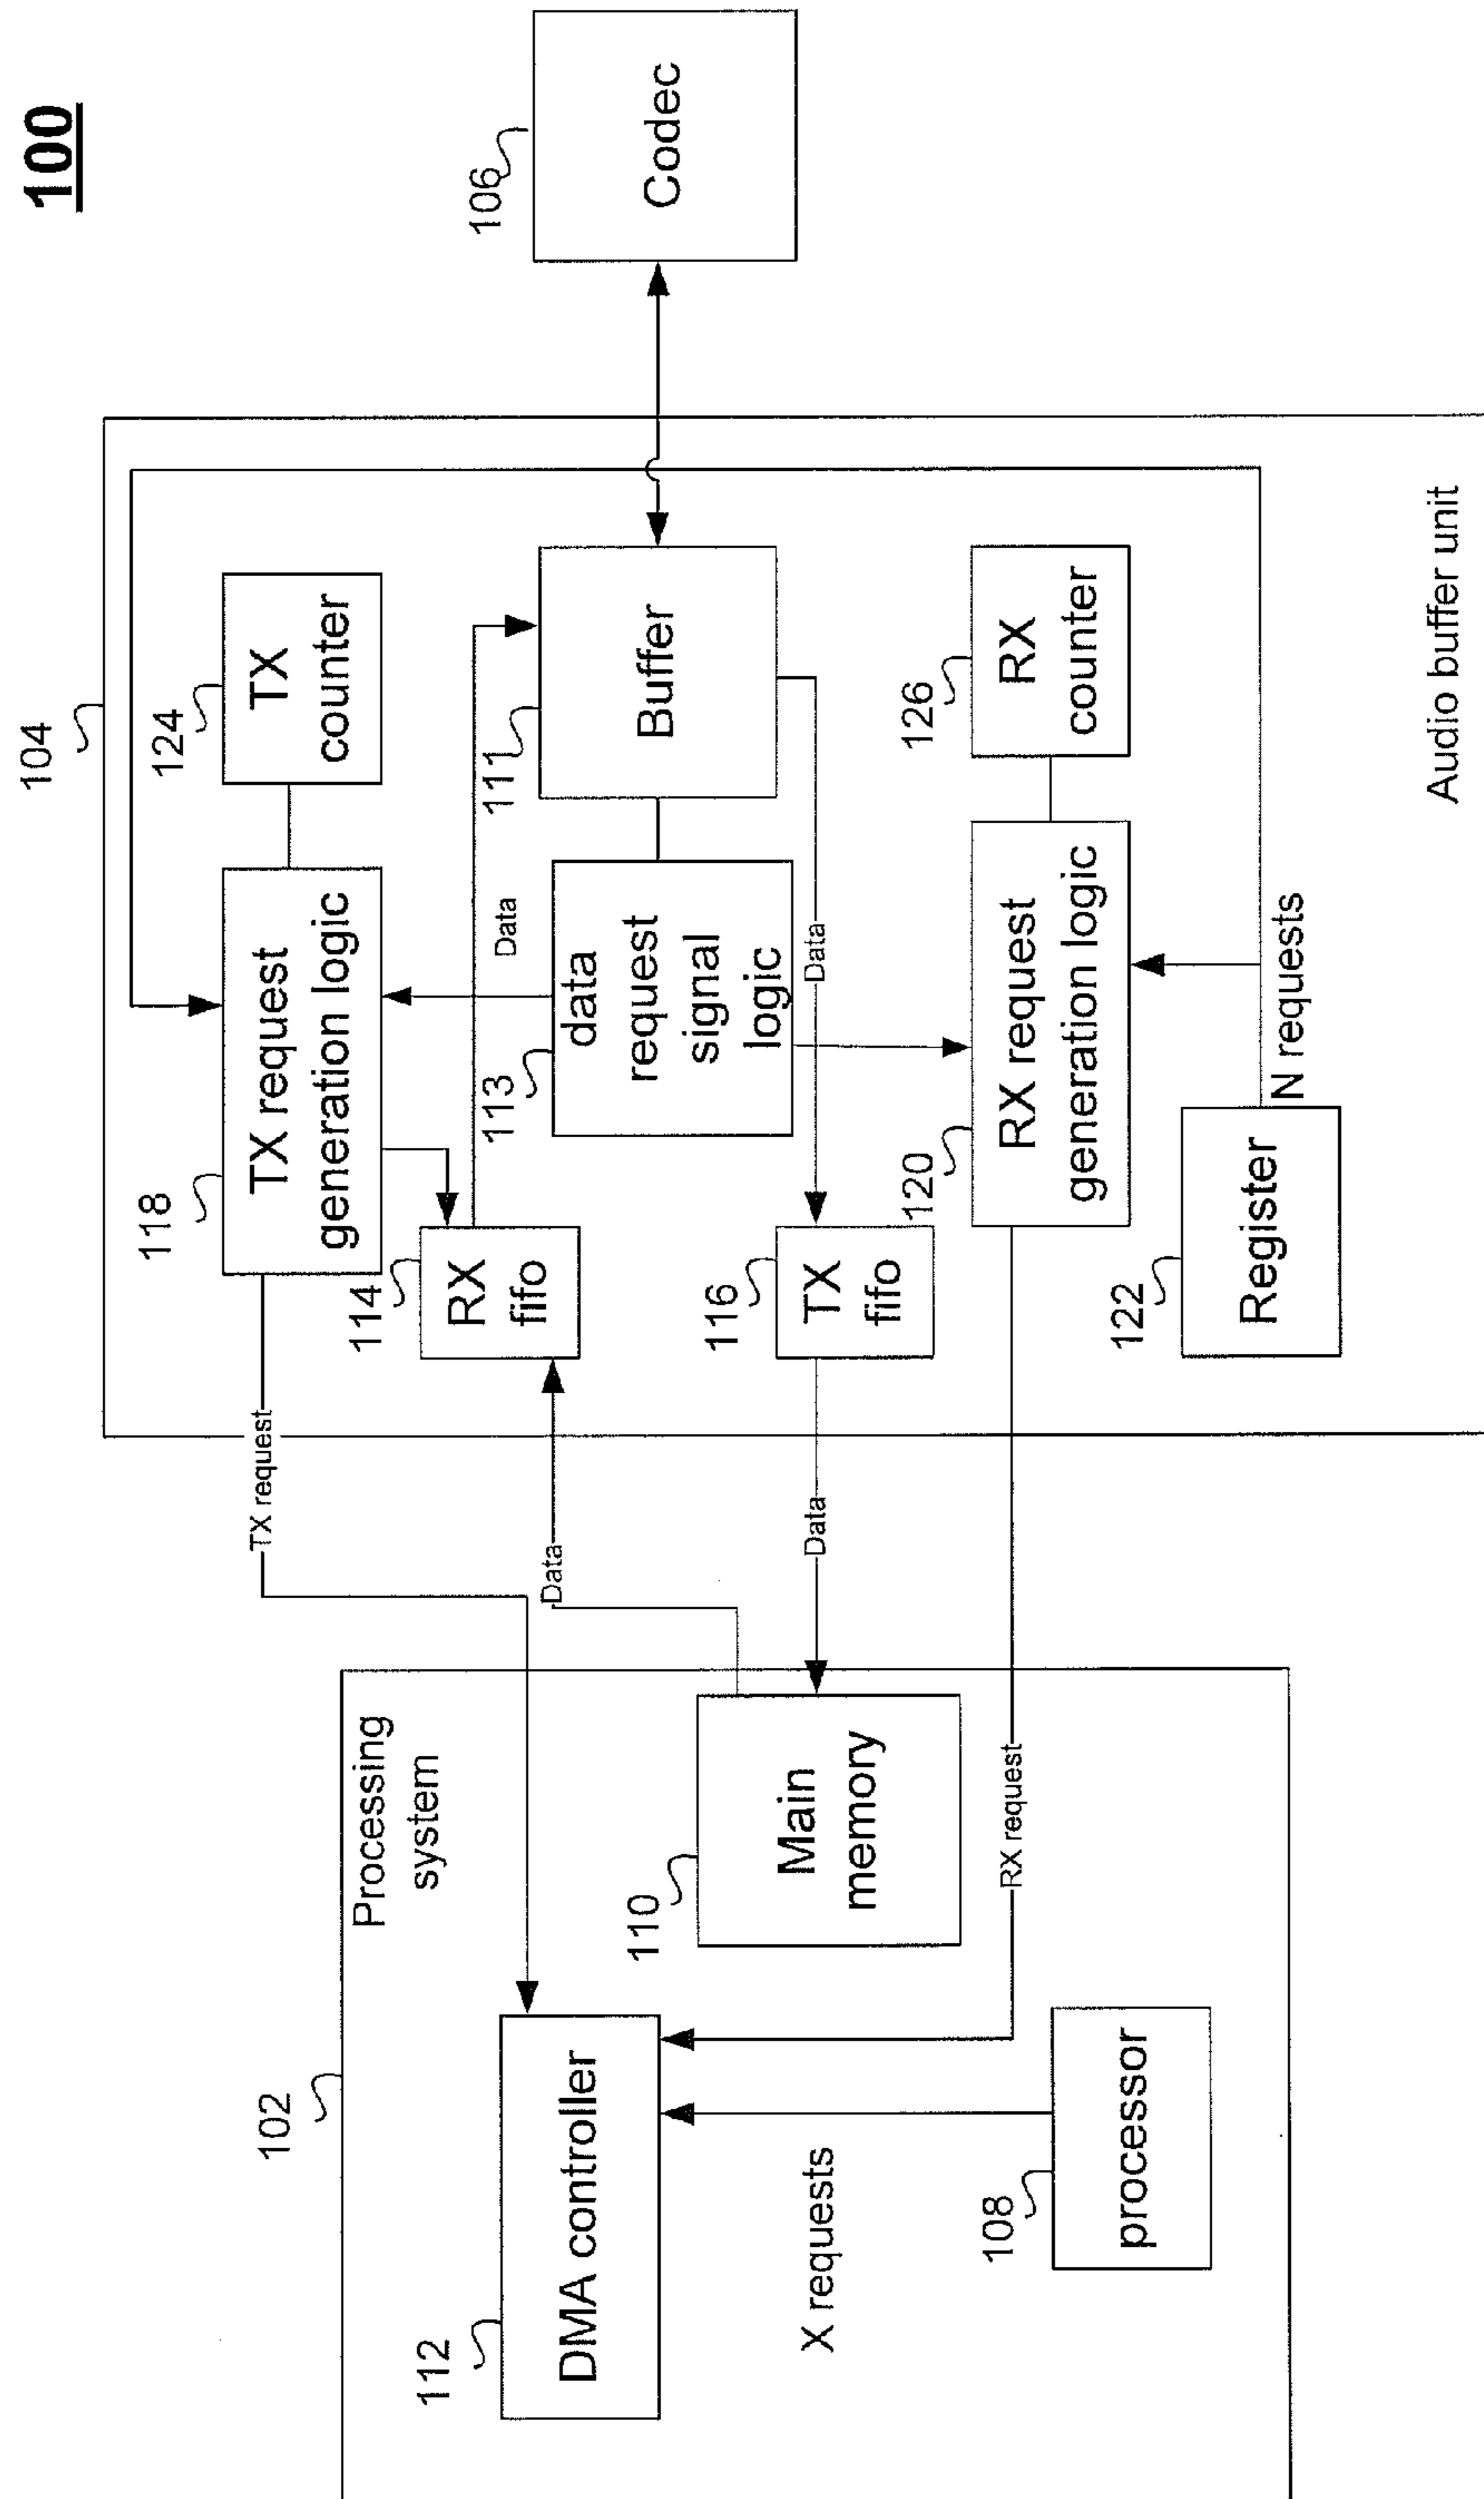 100
104
102
Processing
system
112
DMA controller
X requests
108
processor
110
Main
memory
TX request
Data
Data
RX request
118
TX request
generation logic
124
TX
counter
114
RX
fifo
Data
111
Buffer
113
data
request
signal
logic
Data
116
TX
fifo
120
RX request
generation logic
126
RX
counter
122
Register
N requests
Audio buffer unit
106
Codec